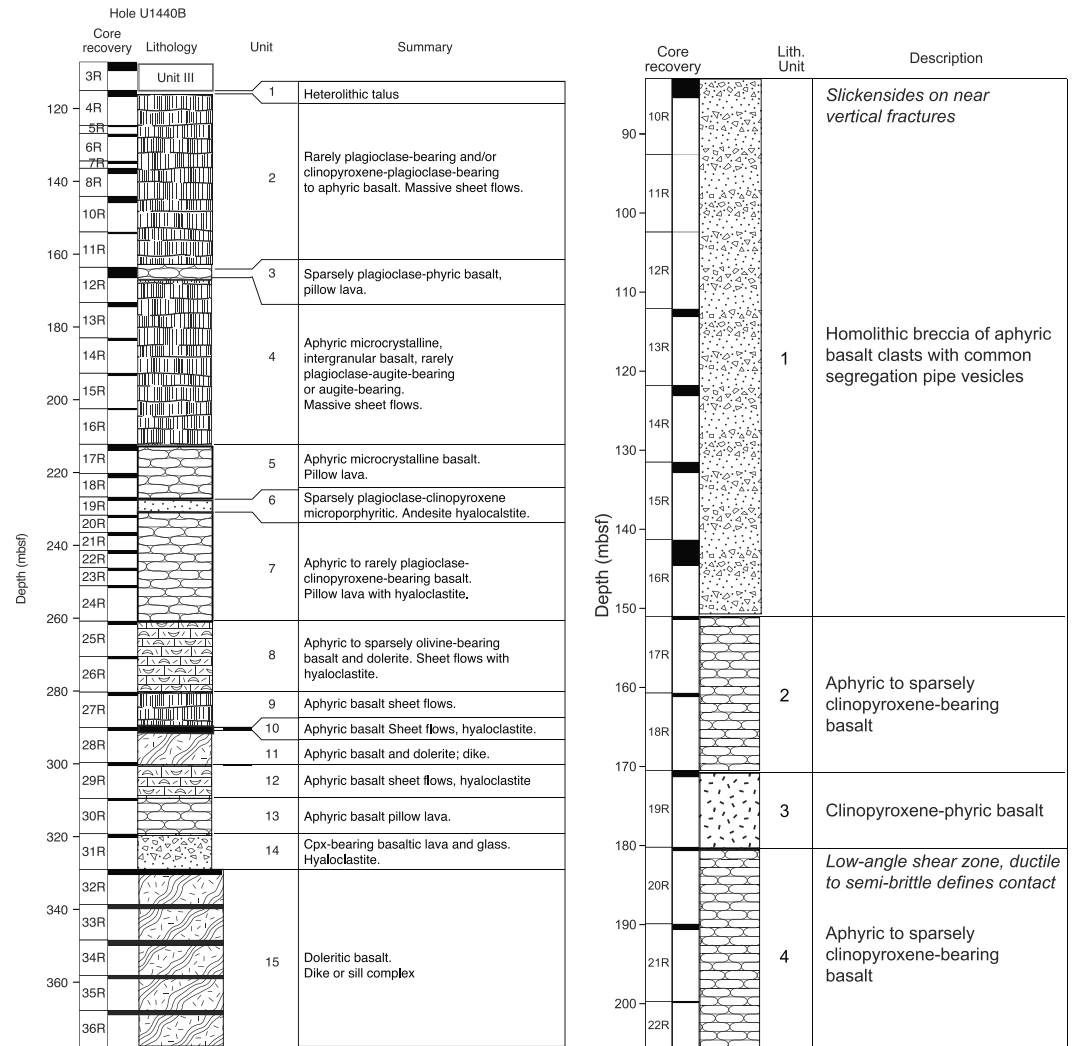 Hole U1440B
Core
recovery
Lithology
Unit
Summary
Depth (mbsf)
120
140
160
180
200
220
240
260
280
300
320
340
360
3R
4R
5R
6R
7R
8R
10R
11R
12R
13R
14R
15R
16R
17R
18R
19R
20R
21R
22R
23R
24R
25R
26R
27R
28R
29R
30R
31R
32R
33R
34R
35R
36R
Unit III
1
Heterolithic talus
2
Rarely plagioclase-bearing and/or
clinopyroxene-plagioclase-bearing
to aphyric basalt. Massive sheet flows.
3
Sparsely plagioclase-phyric basalt,
pillow lava.
4
Aphyric microcrystalline,
intergranular basalt, rarely
plagioclase-augite-bearing
or augite-bearing.
Massive sheet flows.
5
Aphyric microcrystalline basalt.
Pillow lava.
6
Sparsely plagioclase-clinopyroxene
microporphyritic. Andesite hyalocalstite.
7
Aphyric to rarely plagioclase-
clinopyroxene-bearing basalt.
Pillow lava with hyaloclastite.
8
Aphyric to sparsely olivine-bearing
basalt and dolerite. Sheet flows with
hyaloclastite.
9
Aphyric basalt sheet flows.
10
Aphyric basalt Sheet flows, hyaloclastite.
11
Aphyric basalt and dolerite; dike.
12
Aphyric basalt sheet flows, hyaloclastite
13
Aphyric basalt pillow lava.
14
Cpx-bearing basaltic lava and glass.
Hyaloclastite.
15
Doleritic basalt.
Dike or sill complex
Core
recovery
Lith.
Unit
Description
Depth (mbsf)
90
100
110
120
130
140
150
160
170
180
190
200
10R
11R
12R
13R
14R
15R
16R
17R
18R
19R
20R
21R
22R
Slickensides on near
vertical fractures
1
Homolithic breccia of aphyric
basalt clasts with common
segregation pipe vesicles
2
Aphyric to sparsely
clinopyroxene-bearing
basalt
3
Clinopyroxene-phyric basalt
Low-angle shear zone, ductile
to semi-brittle defines contact
4
Aphyric to sparsely
clinopyroxene-bearing
basalt